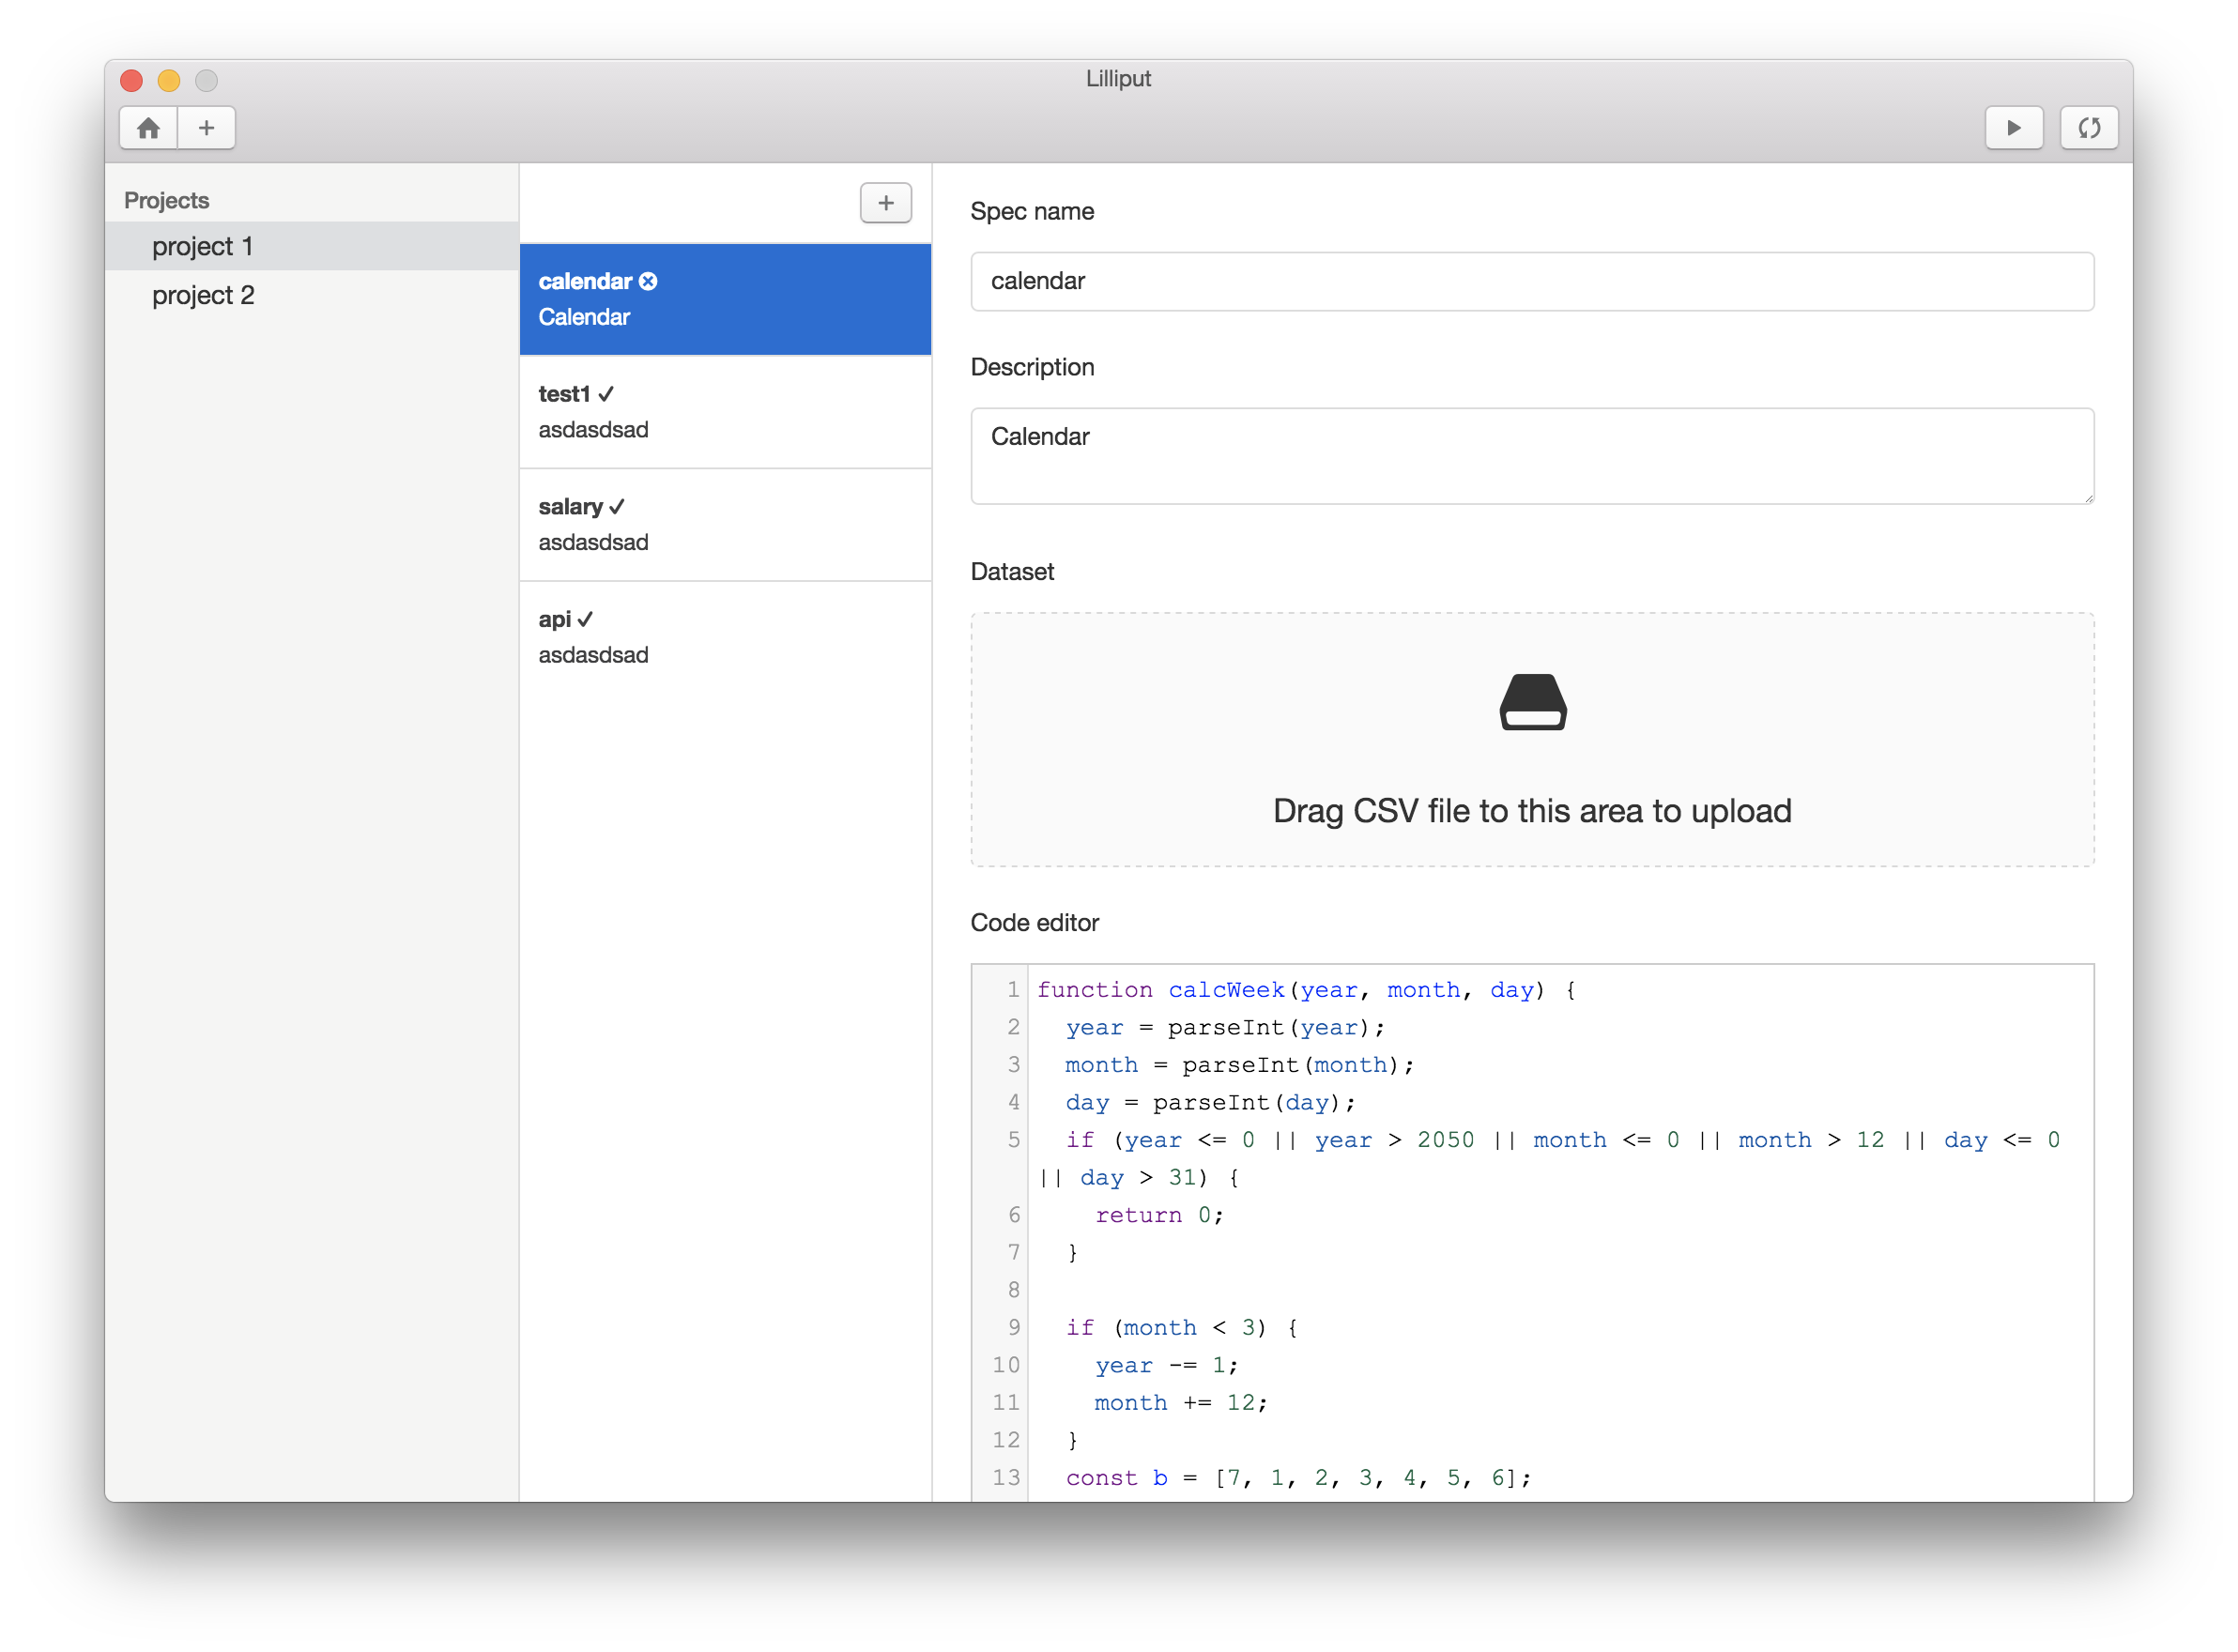 Lilliput
Projects
project 1
project 2
calendar
Calendar
test1
asdasdsad
salary
asdasdsad
api
asdasdsad
Spec name
calendar
Description
Calendar
Dataset
Drag CSV file to this area to upload
Code editor
1 function calcWeek(year, month, day) {
2   year = parseInt(year);
3   month = parseInt(month);
4   day = parseInt(day);
5   if (year <= 0 || year > 2050 || month <= 0 || month > 12 || day <= 0
|| day > 31) {
6     return 0;
7   }
8
9   if (month < 3) {
10     year -= 1;
11     month += 12;
12   }
13   const b = [7, 1, 2, 3, 4, 5, 6];